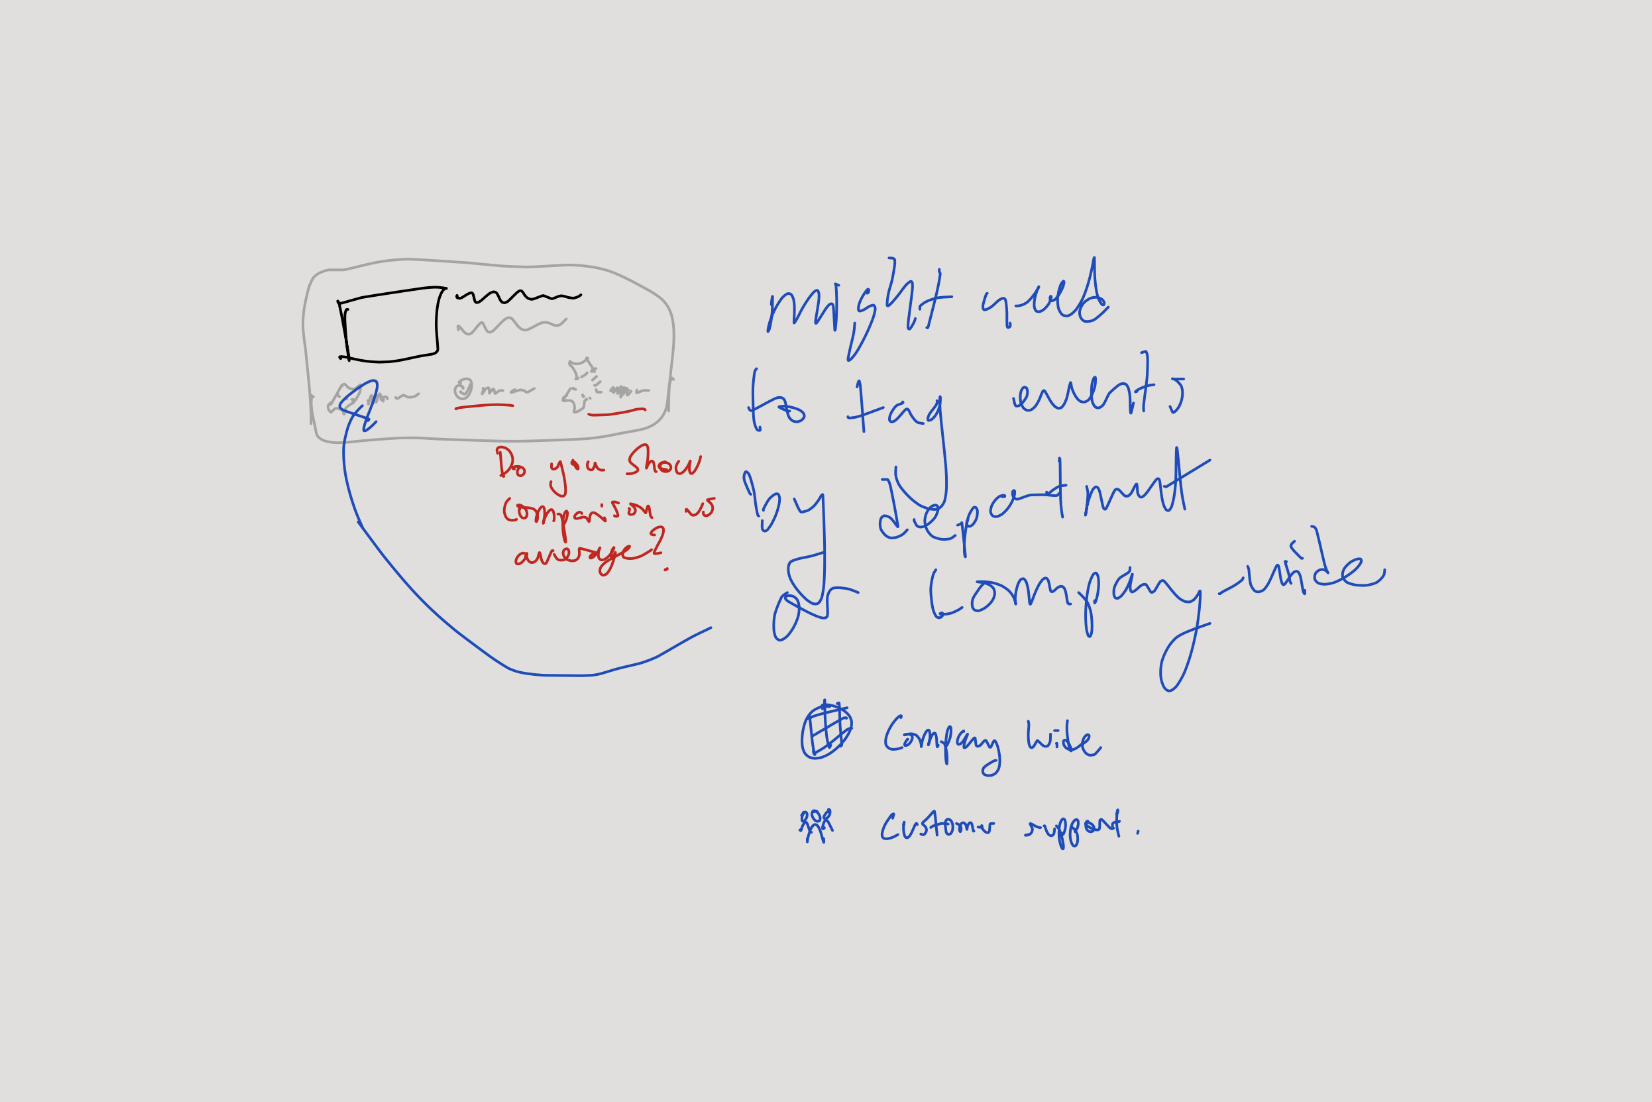 might need
to tag events
by department
or Company-wide
Do you show
comparison vs
average?
Company Wide
Customer support.